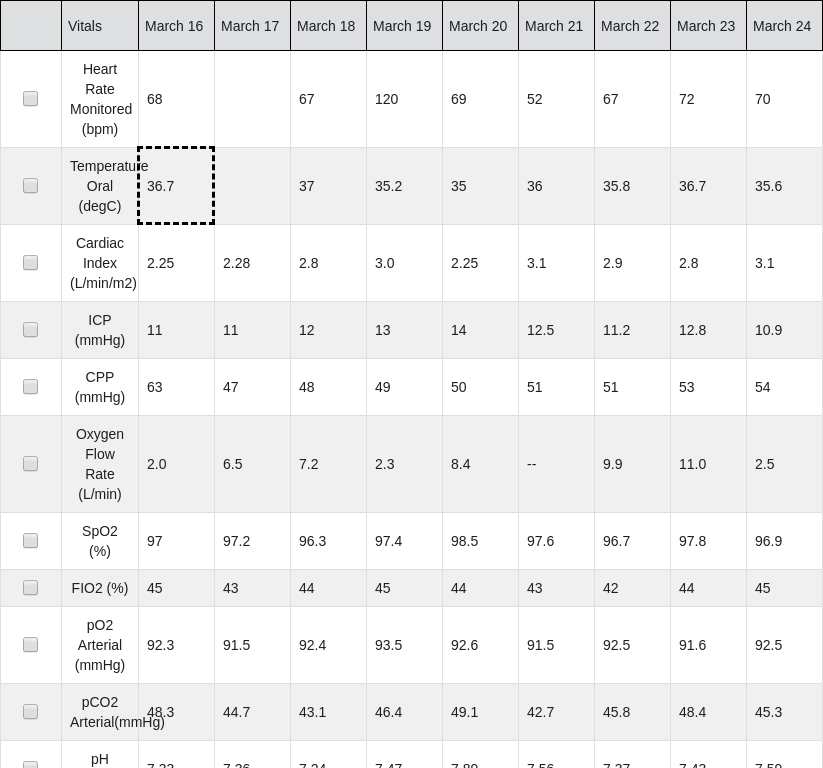 Vitals March 16 March 17 March 18 March 19 March 20 March 21 March 22 March 23 March 24
Heart
Rate
Monitored
(bpm)
68 67 120 69 52 67 72 70
Temperature
Oral
(degC)
36.7 37 35.2 35 36 35.8 36.7 35.6
Cardiac
Index
(L/min/m2)
2.25 2.28 2.8 3.0 2.25 3.1 2.9 2.8 3.1
ICP
(mmHg)
11 11 12 13 14 12.5 11.2 12.8 10.9
CPP
(mmHg)
63 47 48 49 50 51 51 53 54
Oxygen
Flow
Rate
(L/min)
2.0 6.5 7.2 2.3 8.4 -- 9.9 11.0 2.5
SpO2
(%)
97 97.2 96.3 97.4 98.5 97.6 96.7 97.8 96.9
FIO2 (%) 45 43 44 45 44 43 42 44 45
pO2
Arterial
(mmHg)
92.3 91.5 92.4 93.5 92.6 91.5 92.5 91.6 92.5
pCO2
Arterial(mmHg)
48.3 44.7 43.1 46.4 49.1 42.7 45.8 48.4 45.3
pH